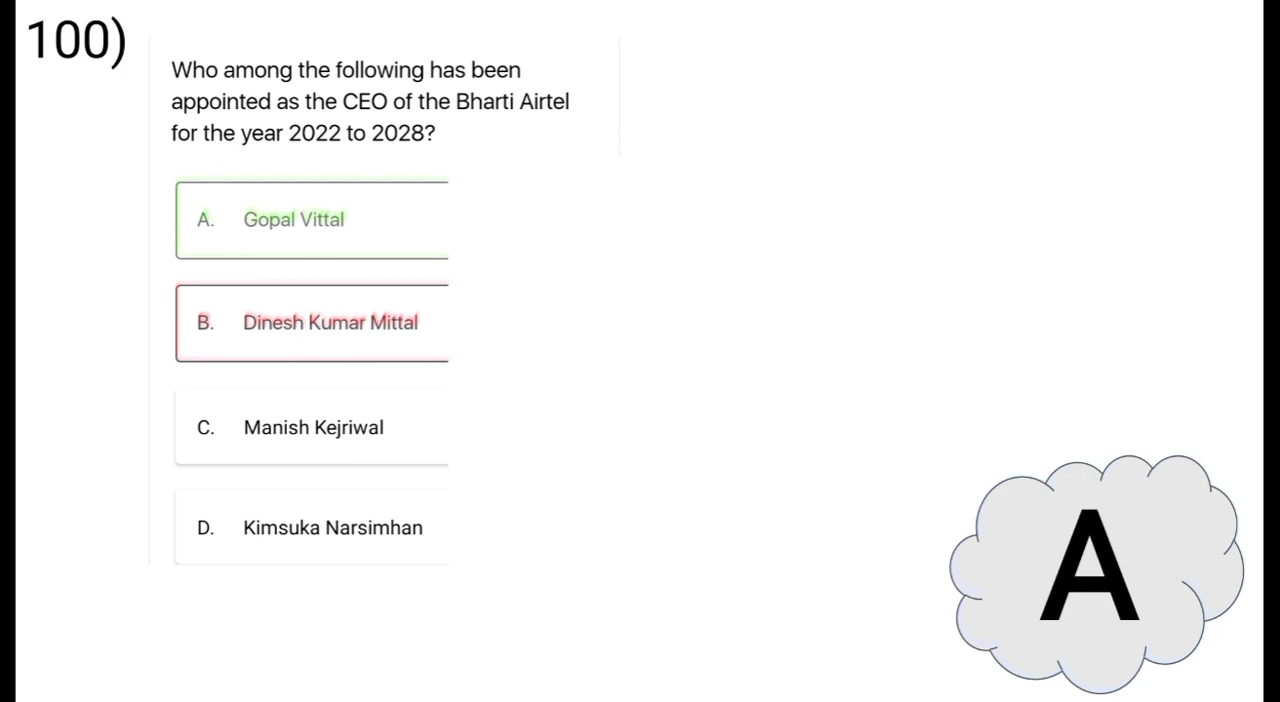 100)
Who among the following has been
appointed as the CEO of the Bharti Airtel
for the year 2022 to 2028?
A. Gopal Vittal
B. Dinesh Kumar Mittal
C. Manish Kejriwal
D. Kimsuka Narsimhan
A